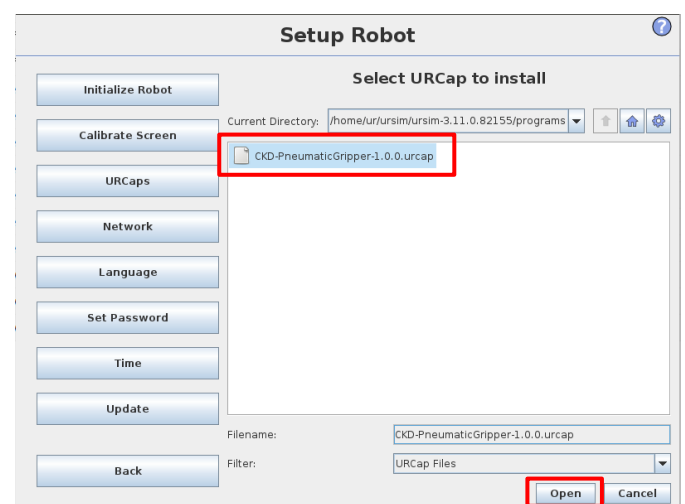 Setup Robot
?
Initialize Robot
Calibrate Screen
URCaps
Network
Language
Set Password
Time
Update
Back
Select URCap to install
Current Directory: /home/ur/ursim/ursim-3.11.0.82155/programs
CKD-PneumaticGripper-1.0.0.urcap
Filename: CKD-PneumaticGripper-1.0.0.urcap
Filter: URCap Files
Open Cancel